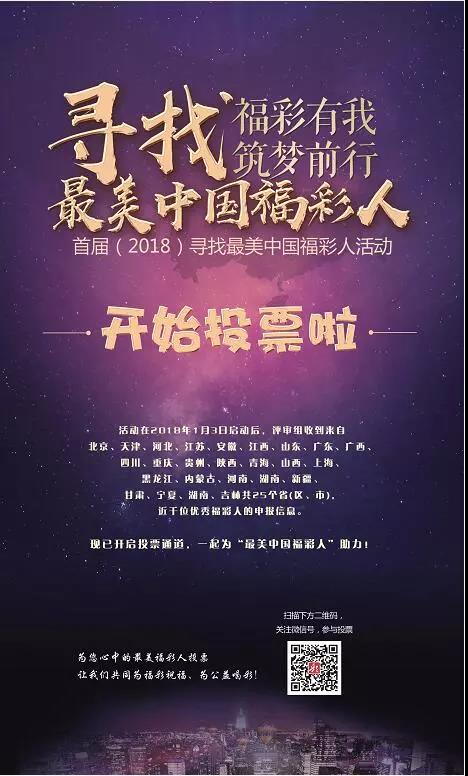 寻找
福彩有我
筑梦前行
最美中国福彩人
首届（2018）寻找最美中国福彩人活动
开始投票啦
活动在2018年1月3日启动后，评审组收到来自
北京、天津、河北、江苏、安徽、江西、山东、广东、广西、
四川、重庆、贵州、陕西、青海、山西、上海、
黑龙江、内蒙古、河南、湖南、新疆、
甘肃、宁夏、湖南、吉林共25个省(区、市)，
近千位优秀福彩人的申报信息。
现已开启投票通道，一起为“最美中国福彩人”助力！
扫描下方二维码，
关注微信号，参与投票
为您心中的最美福彩人投票
让我们共同为福彩祝福、为公益喝彩！